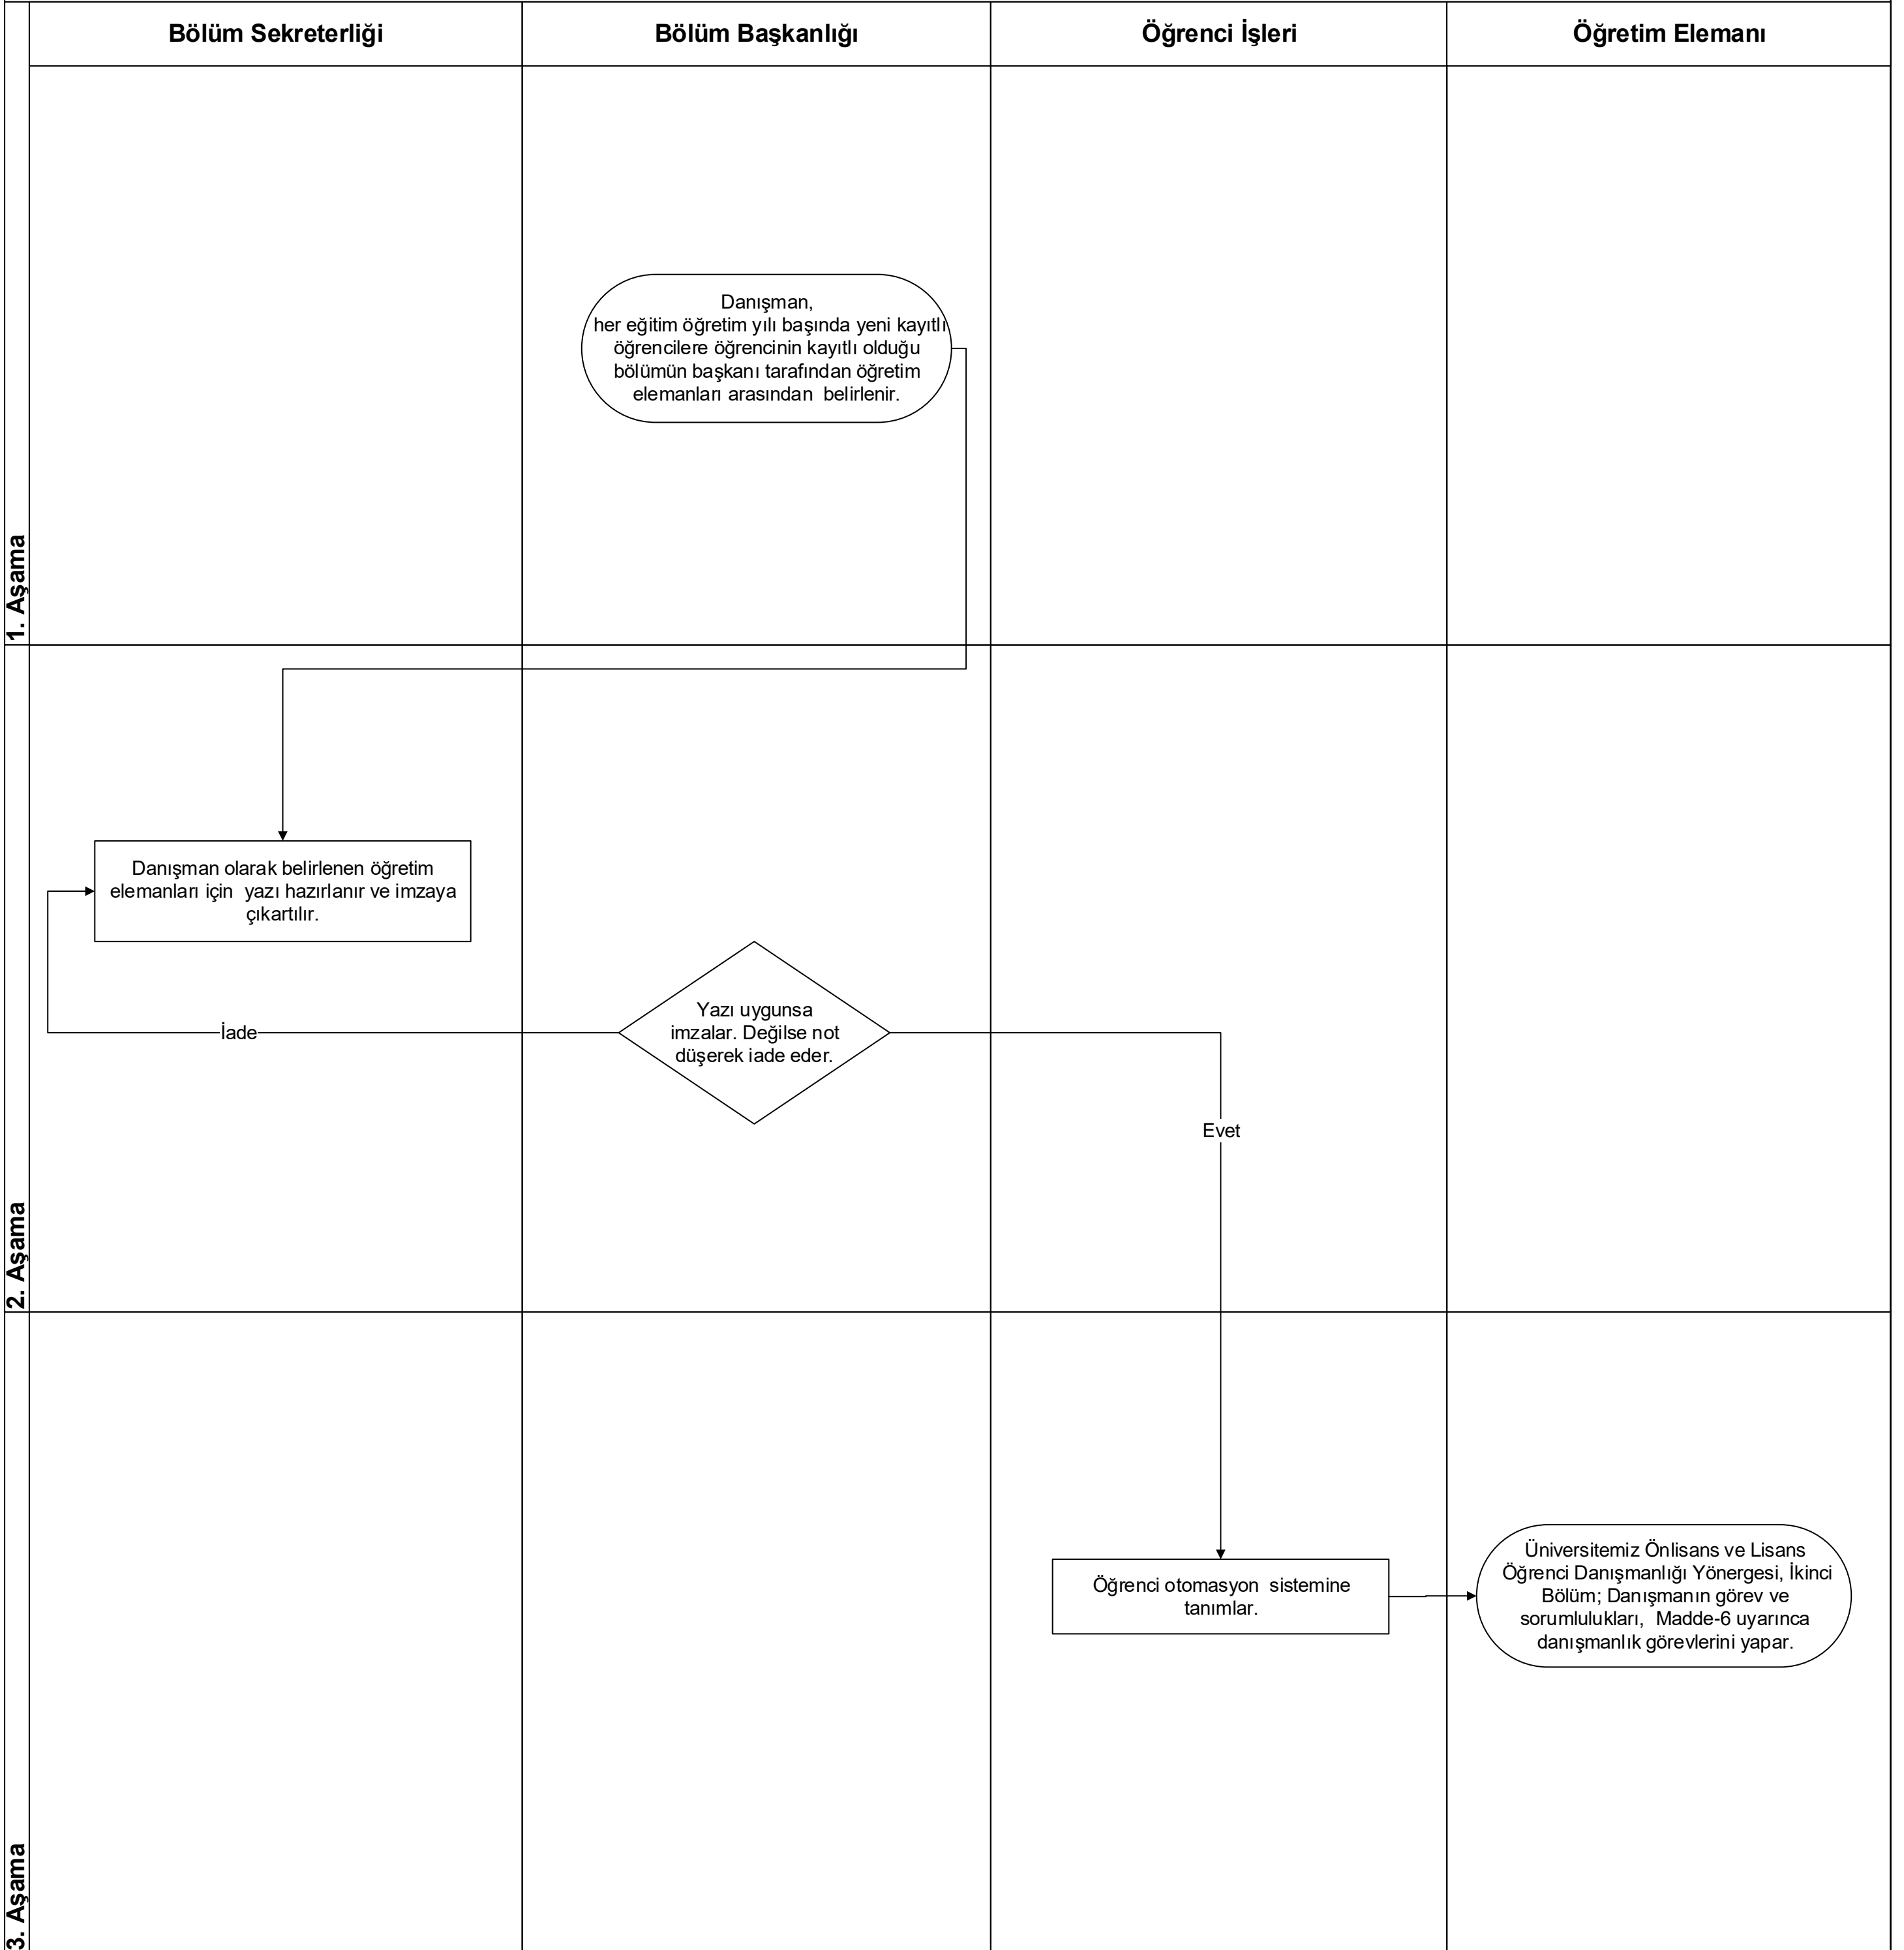 Bölüm Sekreterliği
Bölüm Başkanlığı
Öğrenci İşleri
Öğretim Elemanı
1. Aşama
Danışman,
her eğitim öğretim yılı başında yeni kayıtlı
öğrencilere öğrencinin kayıtlı olduğu
bölümün başkanı tarafından öğretim
elemanları arasından  belirlenir.
2. Aşama
Danışman olarak belirlenen öğretim
elemanları için  yazı hazırlanır ve imzaya
çıkartılır.
Yazı uygunsa
imzalar. Değilse not
düşerek iade eder.
İade
Evet
3. Aşama
Öğrenci otomasyon  sistemine
tanımlar.
Üniversitemiz Önlisans ve Lisans
Öğrenci Danışmanlığı Yönergesi, İkinci
Bölüm; Danışmanın görev ve
sorumlulukları,  Madde-6 uyarınca
danışmanlık görevlerini yapar.